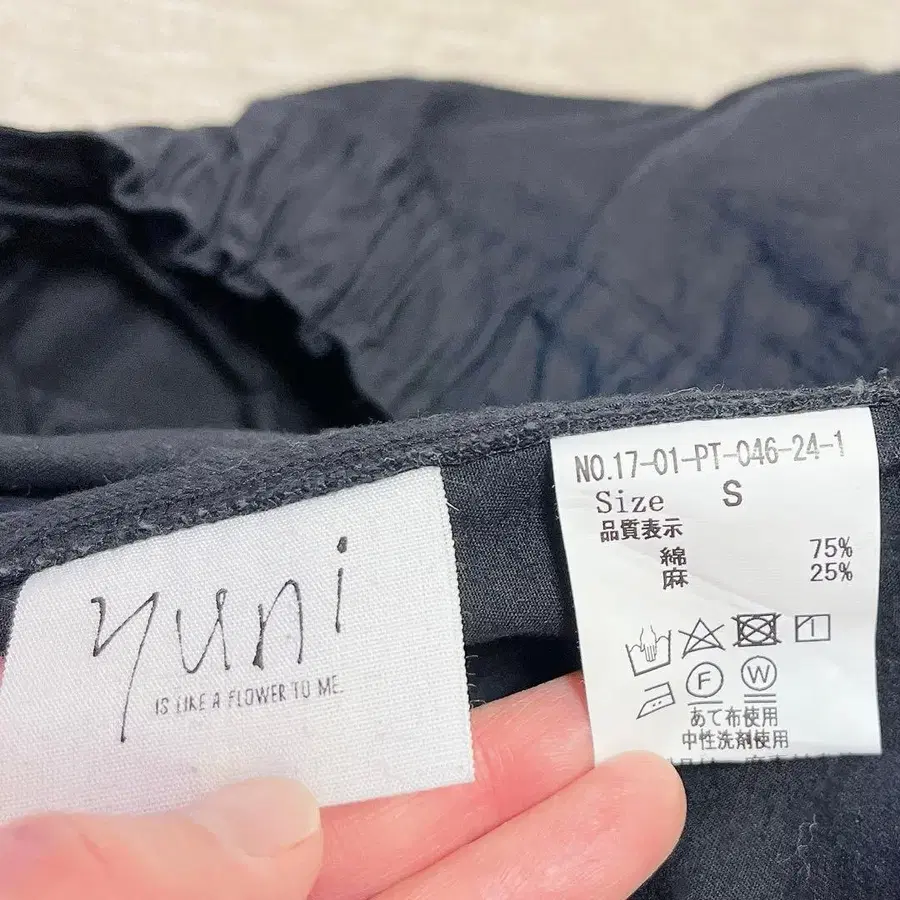 yuni
IS LIKE A FLOWER TO ME.
NO.17-01-PT-046-24-1
Size S
品質表示
綿 75%
麻 25%
F W
あて布使用
中性洗剤使用